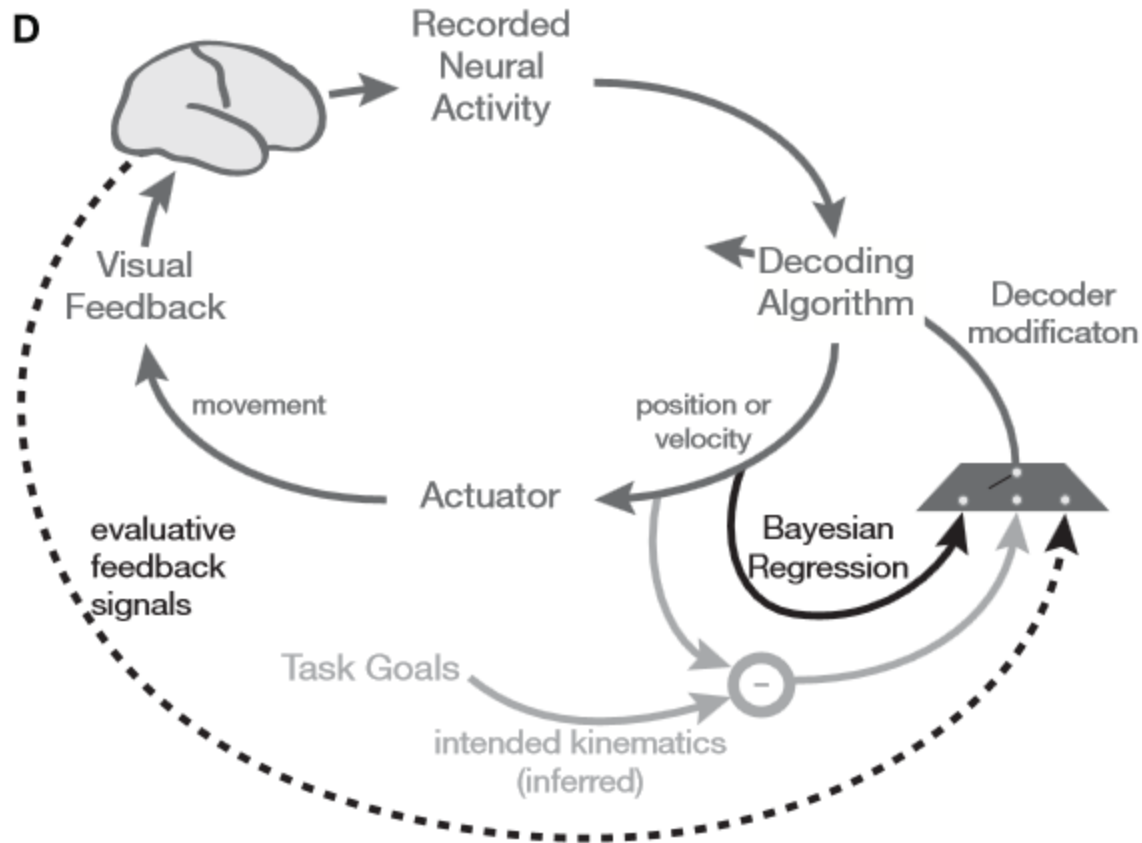 D
Recorded
Neural
Activity
Visual
Feedback
Decoding
Algorithm
Decoder
modificaton
movement
position or
velocity
Actuator
evaluative
feedback
signals
Bayesian
Regression
Task Goals
−
intended kinematics
(inferred)